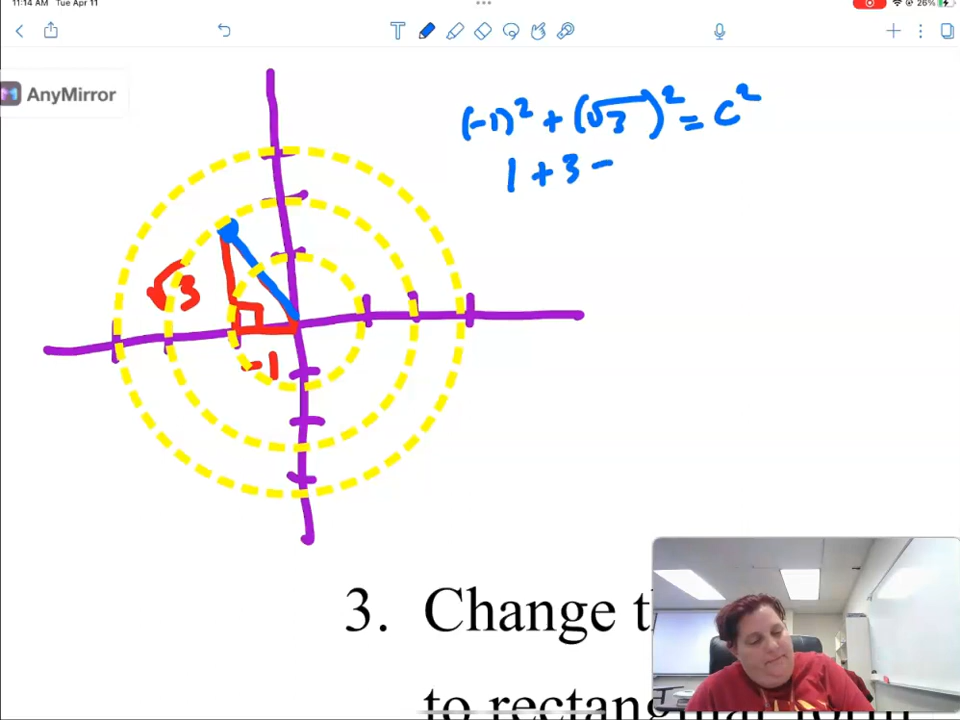 11:14 AM Tue Apr 11
26%
T
AnyMirror
(-1)² + (√3)² = c²
1 + 3 =
√3
-1
3. Change t
to rectangular form